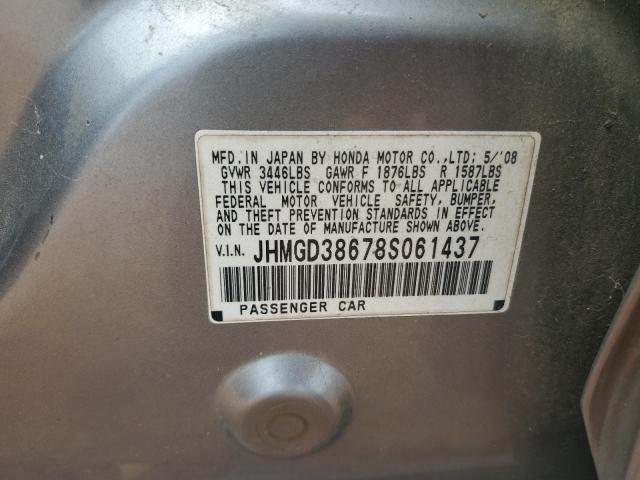 MFD.IN JAPAN BY HONDA MOTOR CO.,LTD; 5/'08
GVWR 3446LBS GAWR F 1876LBS R 1587LBS
THIS VEHICLE CONFORMS TO ALL APPLICABLE
FEDERAL MOTOR VEHICLE SAFETY, BUMPER,
AND THEFT PREVENTION STANDARDS IN EFFECT
ON THE DATE OF MANUFACTURE SHOWN ABOVE.
V.I.N. JHMGD38678S061437
PASSENGER CAR